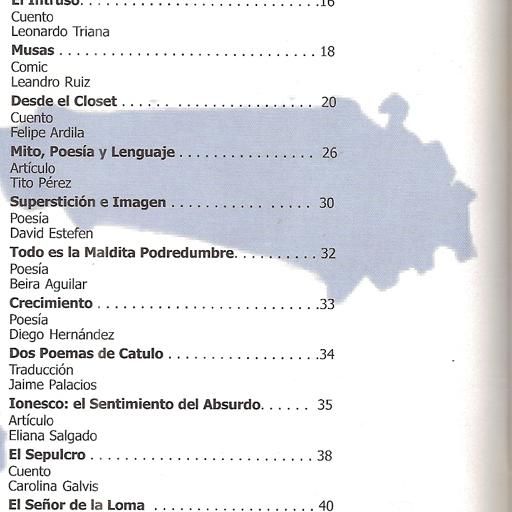 El Intruso. . . . . . . . . . . . . . . . . . . . . . . . . . . . . .16
Cuento
Leonardo Triana
Musas . . . . . . . . . . . . . . . . . . . . . . . . . . . . . . . 18
Comic
Leandro Ruiz
Desde el Closet . . . . . . . . . . . . . . . . . . . . . . . 20
Cuento
Felipe Ardila
Mito, Poesía y Lenguaje . . . . . . . . . . . . . . . . 26
Artículo
Tito Pérez
Superstición e Imagen . . . . . . . . . . . . . . . . . 30
Poesía
David Estefen
Todo es la Maldita Podredumbre. . . . . . . . . . 32
Poesía
Beira Aguilar
Crecimiento . . . . . . . . . . . . . . . . . . . . . . . . . .33
Poesía
Diego Hernández
Dos Poemas de Catulo . . . . . . . . . . . . . . . . . .34
Traducción
Jaime Palacios
Ionesco: el Sentimiento del Absurdo. . . . . . 35
Artículo
Eliana Salgado
El Sepulcro . . . . . . . . . . . . . . . . . . . . . . . . . . 38
Cuento
Carolina Galvis
El Señor de la Loma . . . . . . . . . . . . . . . . . . . 40